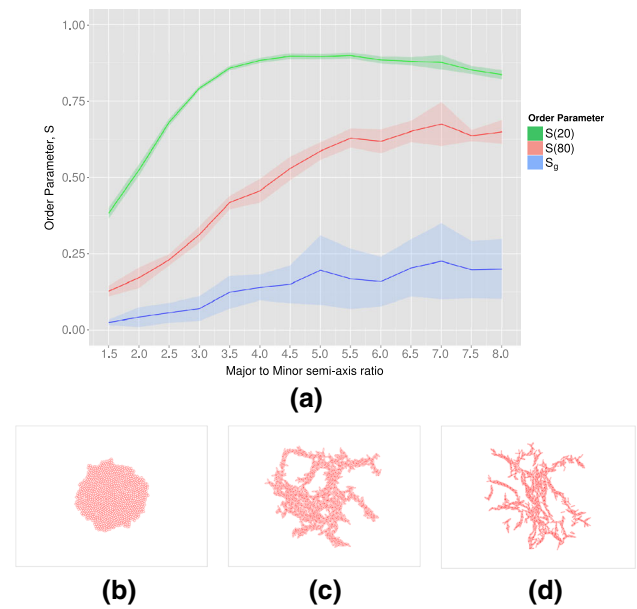 1.00
0.75
0.50
0.25
0.00
Order Parameter, S
1.5 2.0 2.5 3.0 3.5 4.0 4.5 5.0 5.5 6.0 6.5 7.0 7.5 8.0
Major to Minor semi-axis ratio
Order Parameter
S(20)
S(80)
Sg
(a)
(b) (c) (d)